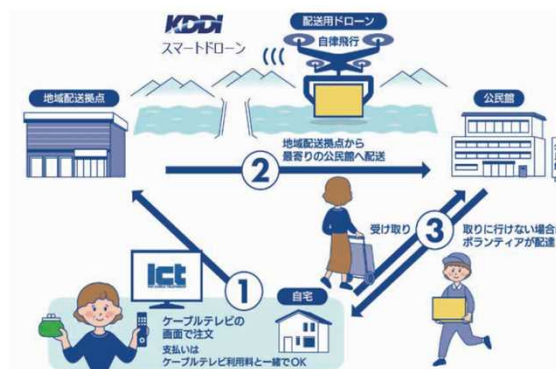 KDDI
スマートドローン
配送用ドローン
自律飛行
地域配送拠点
公民館
地域配送拠点から
最寄りの公民館へ配送
2
受け取り
3
取りに行けない場合
ボランティアが配達
ict
1
自宅
ケーブルテレビの
画面で注文
支払いは
ケーブルテレビ利用料と一緒でOK